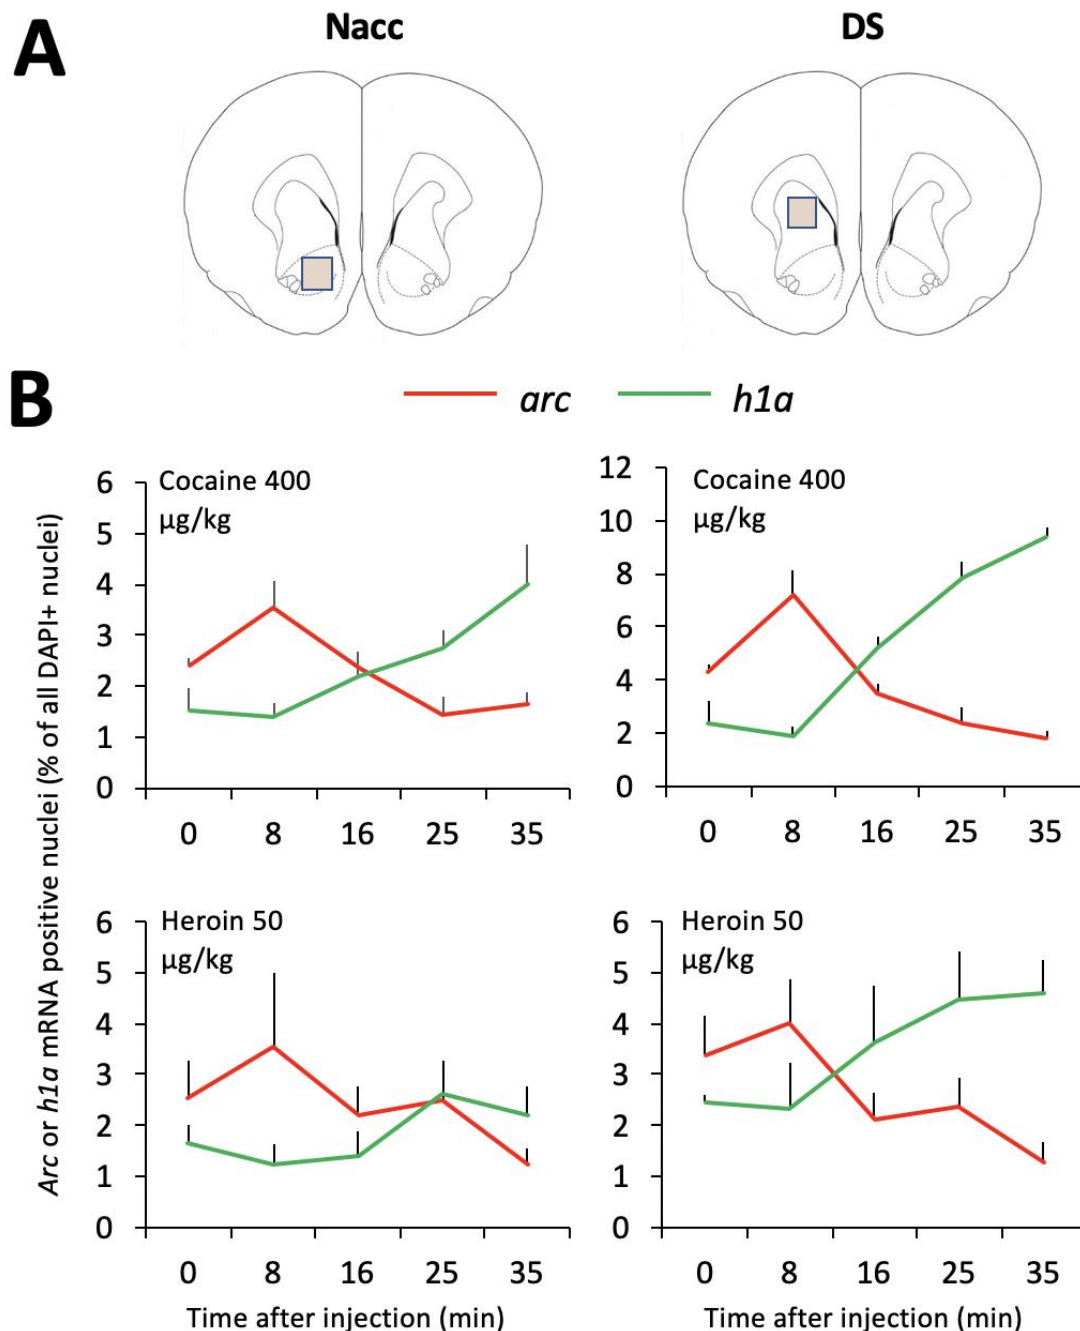 A
Nacc
DS
B
arc
h1a
Arc or h1a mRNA positive nuclei (% of all DAPI+ nuclei)
Cocaine 400
µg/kg
6
5
4
3
2
1
0
0 8 16 25 35
Cocaine 400
µg/kg
12
10
8
6
4
2
0
0 8 16 25 35
Heroin 50
µg/kg
6
5
4
3
2
1
0
0 8 16 25 35
Time after injection (min)
Heroin 50
µg/kg
6
5
4
3
2
1
0
0 8 16 25 35
Time after injection (min)